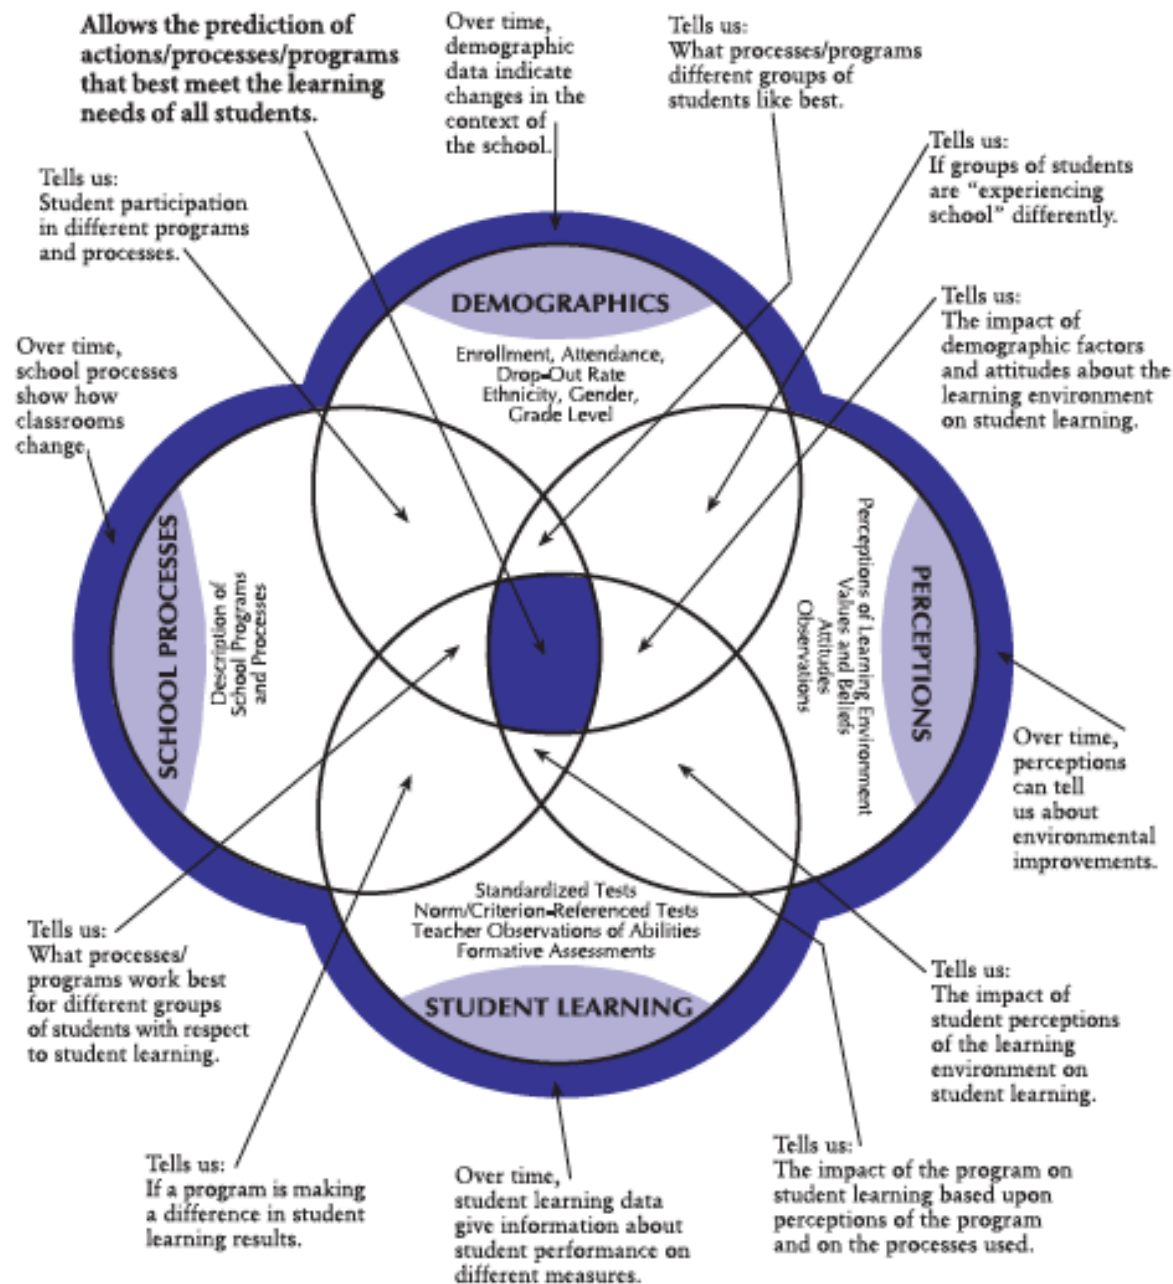 Allows the prediction of
actions/processes/programs
that best meet the learning
needs of all students.
Over time,
demographic
data indicate
changes in the
context of
the school.
Tells us:
What processes/programs
different groups of
students like best.
Tells us:
If groups of students
are “experiencing
school” differently.
Tells us:
Student participation
in different programs
and processes.
Tells us:
The impact of
demographic factors
and attitudes about the
learning environment
on student learning.
Over time,
school processes
show how
classrooms
change
DEMOGRAPHICS
Enrollment, Attendance,
Drop-Out Rate
Ethnicity, Gender,
Grade Level
SCHOOL PROCESSES
Description of
School Programs
and Processes
PERCEPTIONS
Perceptions of Learning Environment
Values and Beliefs
Attitudes
Observations
Over time,
perceptions
can tell
us about
environmental
improvements.
Standardized Tests
Norm/Criterion-Referenced Tests
Teacher Observations of Abilities
Formative Assessments
STUDENT LEARNING
Tells us:
What processes/
programs work best
for different groups
of students with respect
to student learning.
Tells us:
The impact of
student perceptions
of the learning
environment on
student learning.
Tells us:
If a program is making
a difference in student
learning results.
Over time,
student learning data
give information about
student performance on
different measures.
Tells us:
The impact of the program on
student learning based upon
perceptions of the program
and on the processes used.